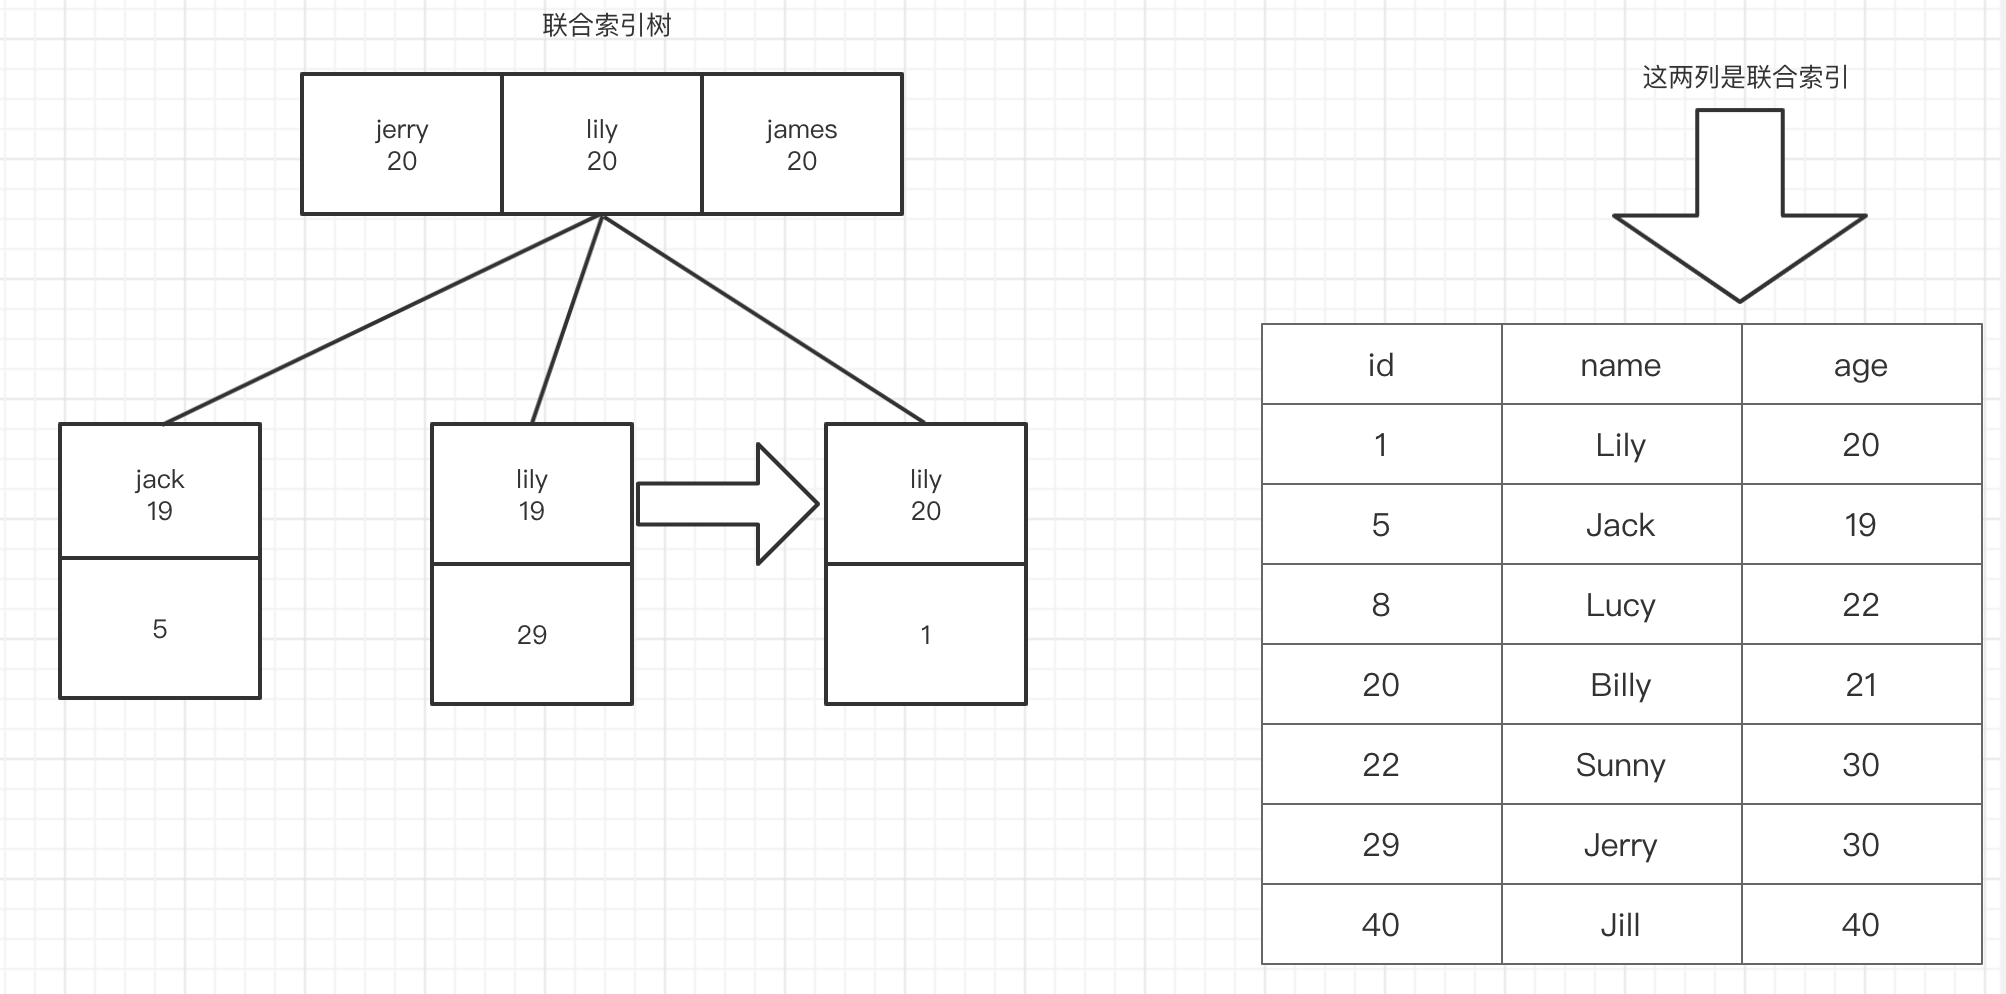 联合索引树
jerry
20
lily
20
james
20
jack
19
5
lily
19
29
lily
20
1
这两列是联合索引
id name age
1 Lily 20
5 Jack 19
8 Lucy 22
20 Billy 21
22 Sunny 30
29 Jerry 30
40 Jill 40